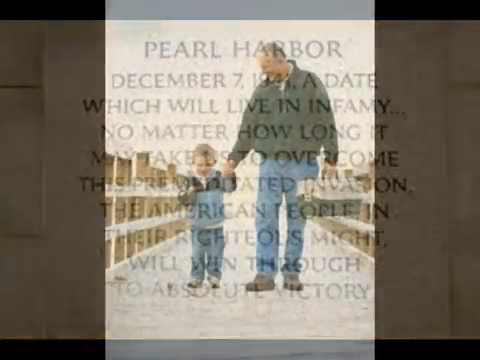 PEARL HARBOR
DECEMBER 7, 1941, A DATE
WHICH WILL LIVE IN INFAMY...
NO MATTER HOW LONG IT
MAY TAKE US TO OVERCOME
THIS PREMEDITATED INVASION,
THE AMERICAN PEOPLE, IN
THEIR RIGHTEOUS MIGHT,
WILL WIN THROUGH
TO ABSOLUTE VICTORY